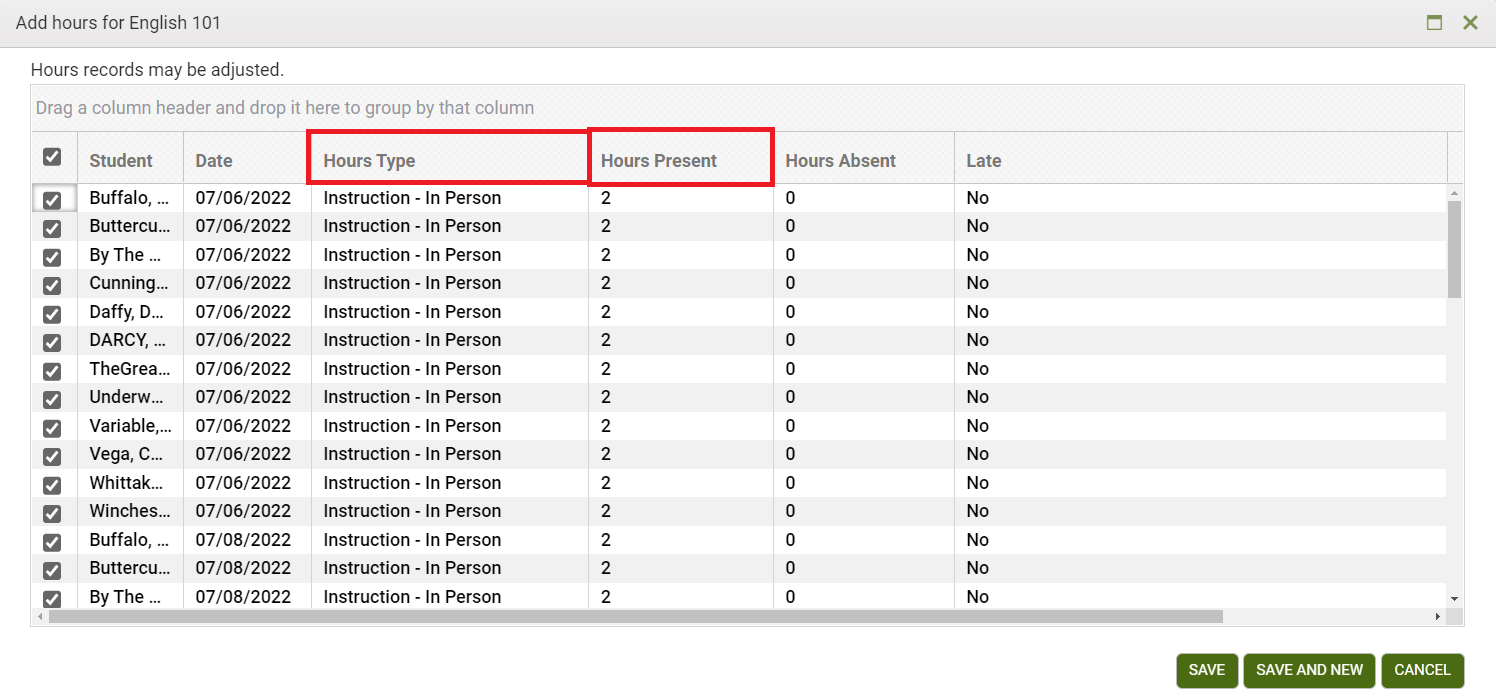 Add hours for English 101
Hours records may be adjusted.
Drag a column header and drop it here to group by that column
Student Date Hours Type Hours Present Hours Absent Late
Buffalo, ... 07/06/2022 Instruction - In Person 2 0 No
Buttercu... 07/06/2022 Instruction - In Person 2 0 No
By The ... 07/06/2022 Instruction - In Person 2 0 No
Cunning... 07/06/2022 Instruction - In Person 2 0 No
Daffy, D... 07/06/2022 Instruction - In Person 2 0 No
DARCY, ... 07/06/2022 Instruction - In Person 2 0 No
TheGrea... 07/06/2022 Instruction - In Person 2 0 No
Underw... 07/06/2022 Instruction - In Person 2 0 No
Variable,... 07/06/2022 Instruction - In Person 2 0 No
Vega, C... 07/06/2022 Instruction - In Person 2 0 No
Whittak... 07/06/2022 Instruction - In Person 2 0 No
Winches... 07/06/2022 Instruction - In Person 2 0 No
Buffalo, ... 07/08/2022 Instruction - In Person 2 0 No
Buttercu... 07/08/2022 Instruction - In Person 2 0 No
By The ... 07/08/2022 Instruction - In Person 2 0 No
SAVE SAVE AND NEW CANCEL